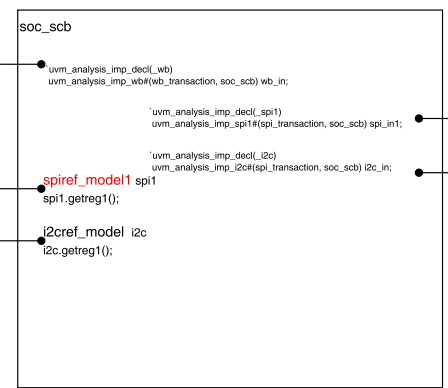 soc_scb
`uvm_analysis_imp_decl(_wb)
uvm_analysis_imp_wb#(wb_transaction, soc_scb) wb_in;
`uvm_analysis_imp_decl(_spi1)
uvm_analysis_imp_spi1#(spi_transaction, soc_scb) spi_in1;
`uvm_analysis_imp_decl(_i2c)
uvm_analysis_imp_i2c#(spi_transaction, soc_scb) i2c_in;
spiref_model1 spi1
spi1.getreg1();
i2cref_model i2c
i2c.getreg1();